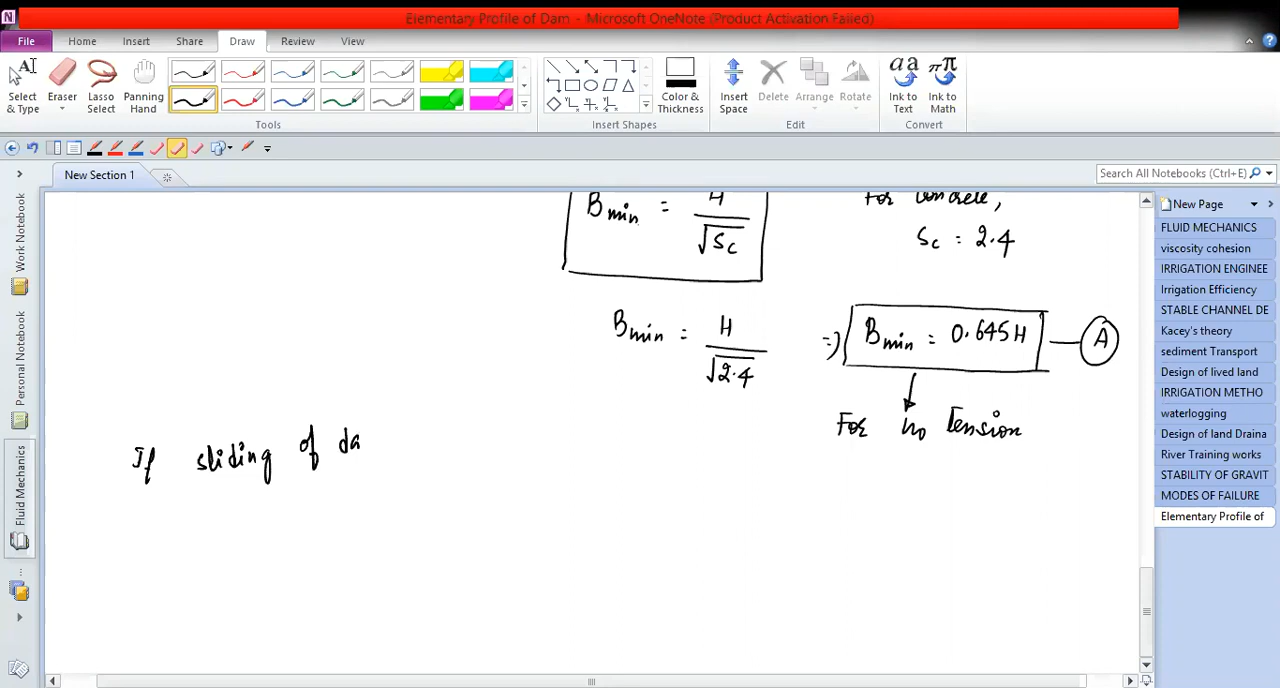 Elementary Profile of Dam - Microsoft OneNote (Product Activation Failed)
File Home Insert Share Draw Review View
Select & Type
Eraser
Lasso Select
Panning Hand
Color & Thickness
Insert Space
Delete
Arrange
Rotate
Ink to Text
Ink to Math
Tools
Insert Shapes
Edit
Convert
New Section 1
Search All Notebooks (Ctrl+E)
Work Notebook
Personal Notebook
Fluid Mechanics
New Page
FLUID MECHANICS
viscosity cohesion
IRRIGATION ENGINEE
Irrigation Efficiency
STABLE CHANNEL DE
Kacey's theory
sediment Transport
Design of lived land
IRRIGATION METHO
waterlogging
Design of land Draina
River Training works
STABILITY OF GRAVIT
MODES OF FAILURE
Elementary Profile of
Bmin = H / √Sc
For concrete,
Sc = 2.4
Bmin = H / √2.4
=) Bmin = 0.645H — A
For no Tension
If sliding of da